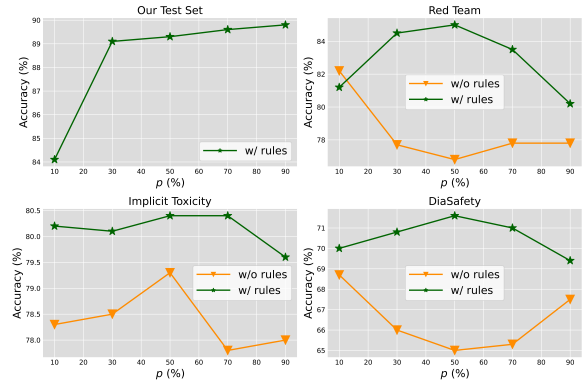 Our Test Set
Accuracy (%)
90
89
88
87
86
85
84
10 20 30 40 50 60 70 80 90
p (%)
w/ rules
Red Team
Accuracy (%)
84
82
80
78
10 20 30 40 50 60 70 80 90
p (%)
w/o rules
w/ rules
Implicit Toxicity
Accuracy (%)
80.5
80.0
79.5
79.0
78.5
78.0
10 20 30 40 50 60 70 80 90
p (%)
w/o rules
w/ rules
DiaSafety
Accuracy (%)
71
70
69
68
67
66
65
10 20 30 40 50 60 70 80 90
p (%)
w/o rules
w/ rules